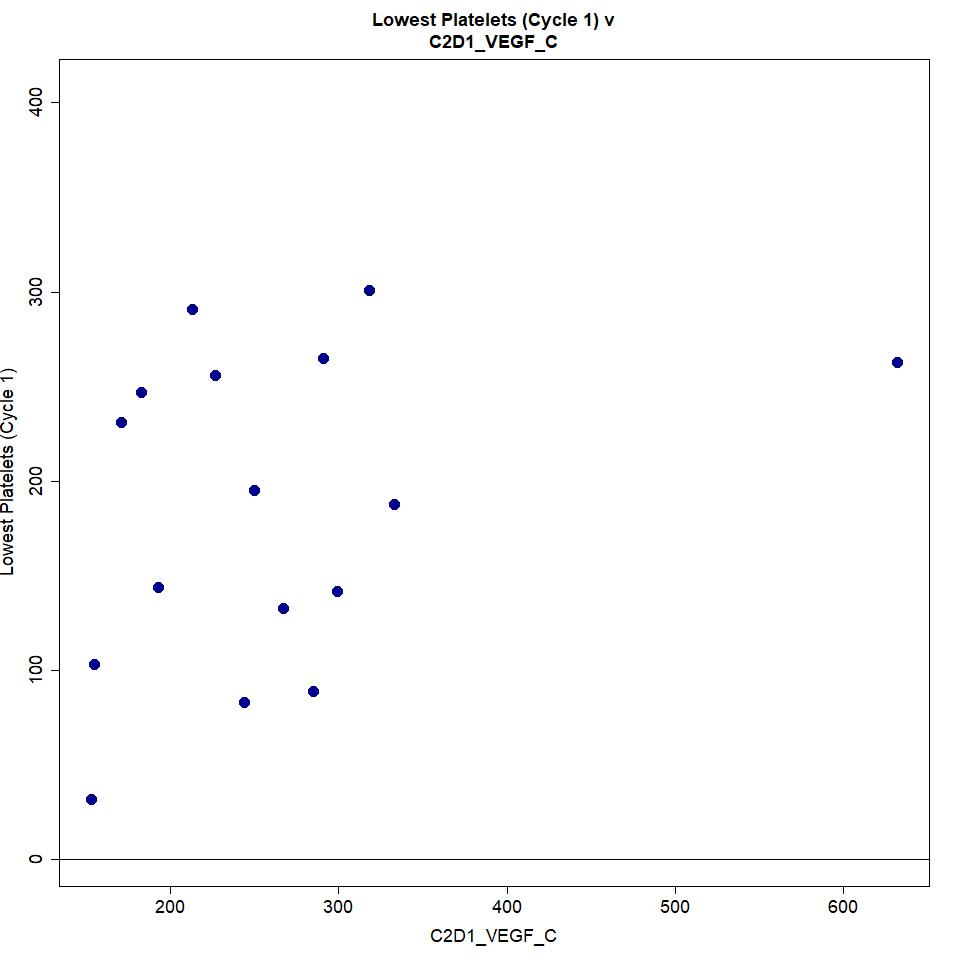 Lowest Platelets (Cycle 1) v
C2D1_VEGF_C
400
300
200
100
0
Lowest Platelets (Cycle 1)
200 300 400 500 600
C2D1_VEGF_C